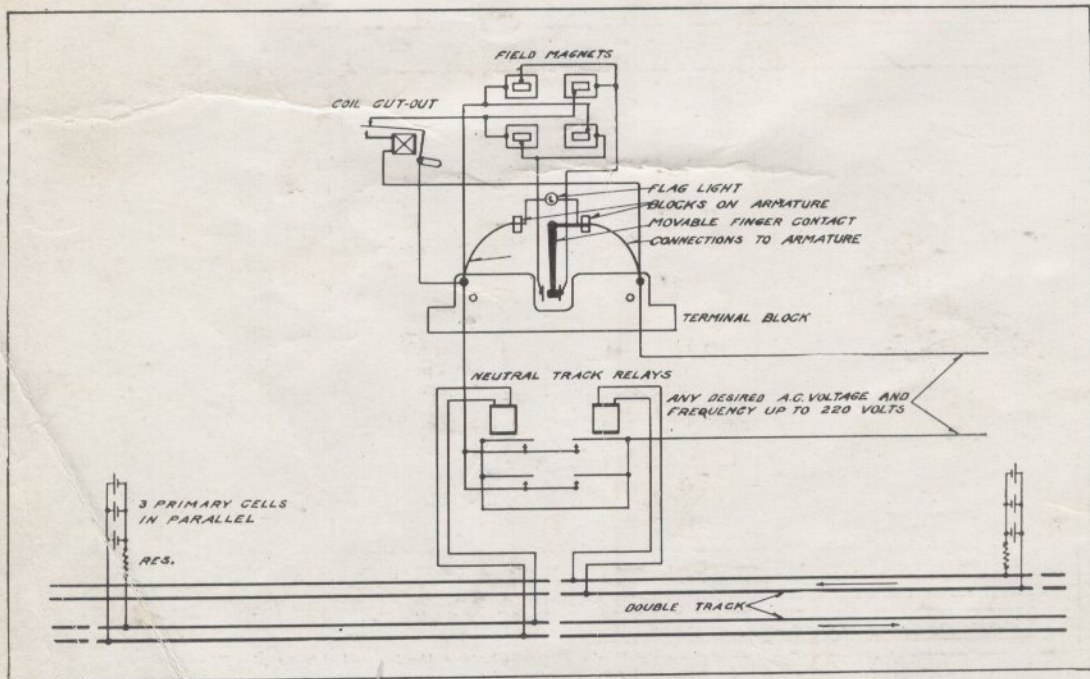 FIELD MAGNETS
COIL CUT-OUT
L
FLAG LIGHT
BLOCKS ON ARMATURE
MOVABLE FINGER CONTACT
CONNECTIONS TO ARMATURE
TERMINAL BLOCK
NEUTRAL TRACK RELAYS
ANY DESIRED A.C. VOLTAGE AND
FREQUENCY UP TO 220 VOLTS
3 PRIMARY CELLS
IN PARALLEL
RES.
DOUBLE TRACK